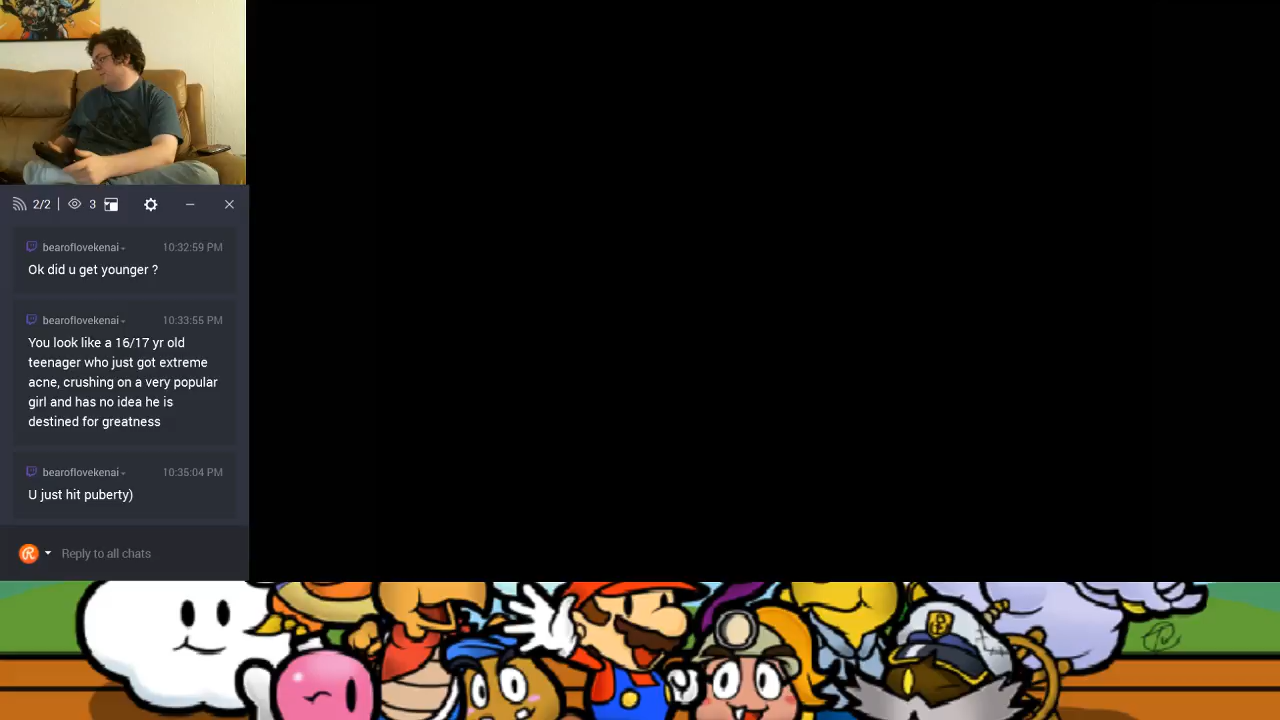 2/2 | 3
bearoflovekenai 10:32:59 PM
Ok did u get younger ?
bearoflovekenai 10:33:55 PM
You look like a 16/17 yr old
teenager who just got extreme
acne, crushing on a very popular
girl and has no idea he is
destined for greatness
bearoflovekenai 10:35:04 PM
U just hit puberty)
Reply to all chats